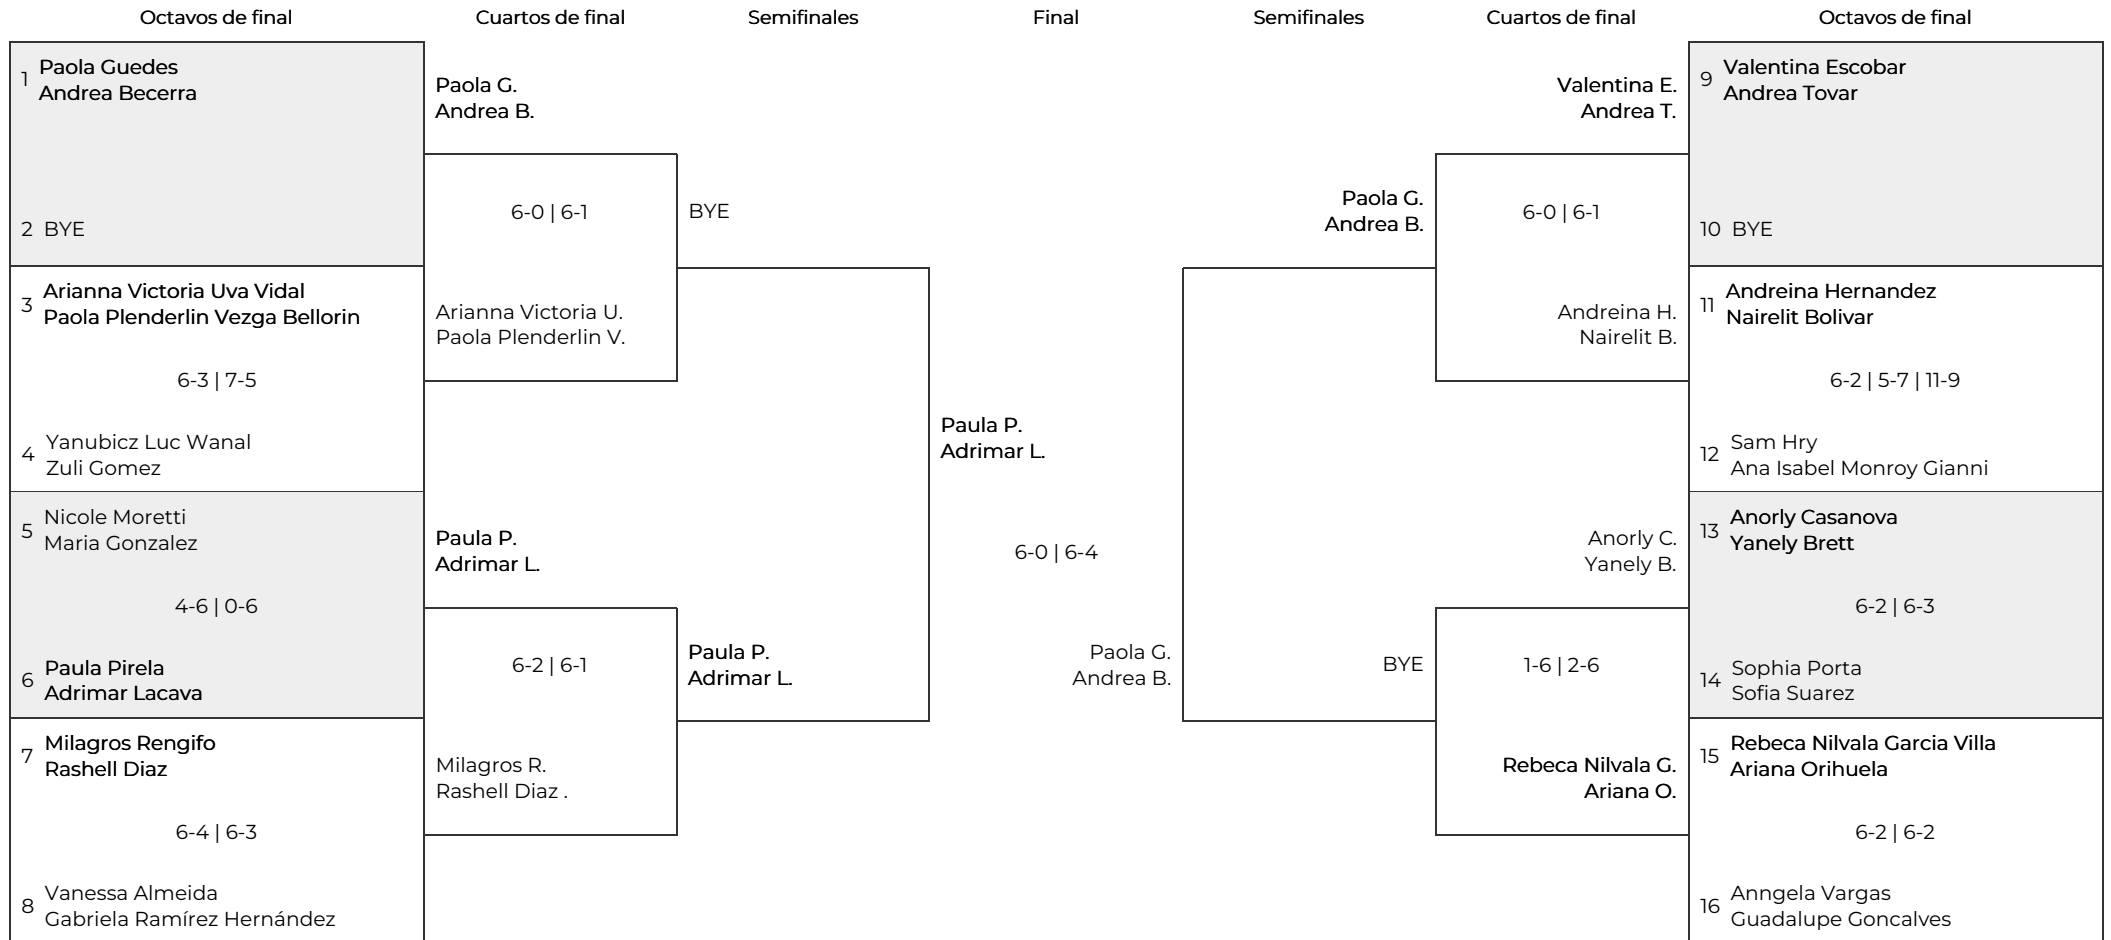 Octavos de final
Cuartos de final
Semifinales
Final
Semifinales
Cuartos de final
Octavos de final
1 Paola Guedes
Andrea Becerra
2 BYE
3 Arianna Victoria Uva Vidal
Paola Plenderlin Vezga Bellorin
6-3 | 7-5
4 Yanubicz Luc Wanal
Zuli Gomez
5 Nicole Moretti
Maria Gonzalez
4-6 | 0-6
6 Paula Pirela
Adrimar Lacava
7 Milagros Rengifo
Rashell Diaz
6-4 | 6-3
8 Vanessa Almeida
Gabriela Ramírez Hernández
Paola G.
Andrea B.
6-0 | 6-1
Arianna Victoria U.
Paola Plenderlin V.
Paula P.
Adrimar L.
6-2 | 6-1
Milagros R.
Rashell Diaz .
BYE
Paula P.
Adrimar L.
Paula P.
Adrimar L.
6-0 | 6-4
Paola G.
Andrea B.
Paola G.
Andrea B.
BYE
Valentina E.
Andrea T.
6-0 | 6-1
Andreina H.
Nairelit B.
Anorly C.
Yanely B.
1-6 | 2-6
Rebeca Nilvala G.
Ariana O.
9 Valentina Escobar
Andrea Tovar
10 BYE
11 Andreina Hernandez
Nairelit Bolivar
6-2 | 5-7 | 11-9
12 Sam Hry
Ana Isabel Monroy Gianni
13 Anorly Casanova
Yanely Brett
6-2 | 6-3
14 Sophia Porta
Sofia Suarez
15 Rebeca Nilvala Garcia Villa
Ariana Orihuela
6-2 | 6-2
16 Anngela Vargas
Guadalupe Goncalves